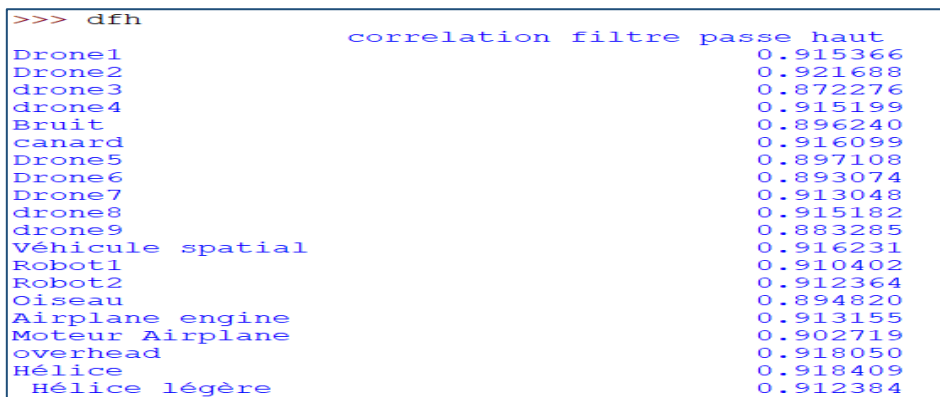 >>> dfh
correlation filtre passe haut
Drone1 0.915366
Drone2 0.921688
drone3 0.872276
drone4 0.915199
Bruit 0.896240
canard 0.916099
Drone5 0.897108
Drone6 0.893074
Drone7 0.913048
drone8 0.915182
drone9 0.883285
Véhicule spatial 0.916231
Robot1 0.910402
Robot2 0.912364
Oiseau 0.894820
Airplane engine 0.913155
Moteur Airplane 0.902719
overhead 0.918050
Hélice 0.918409
Hélice légère 0.912384